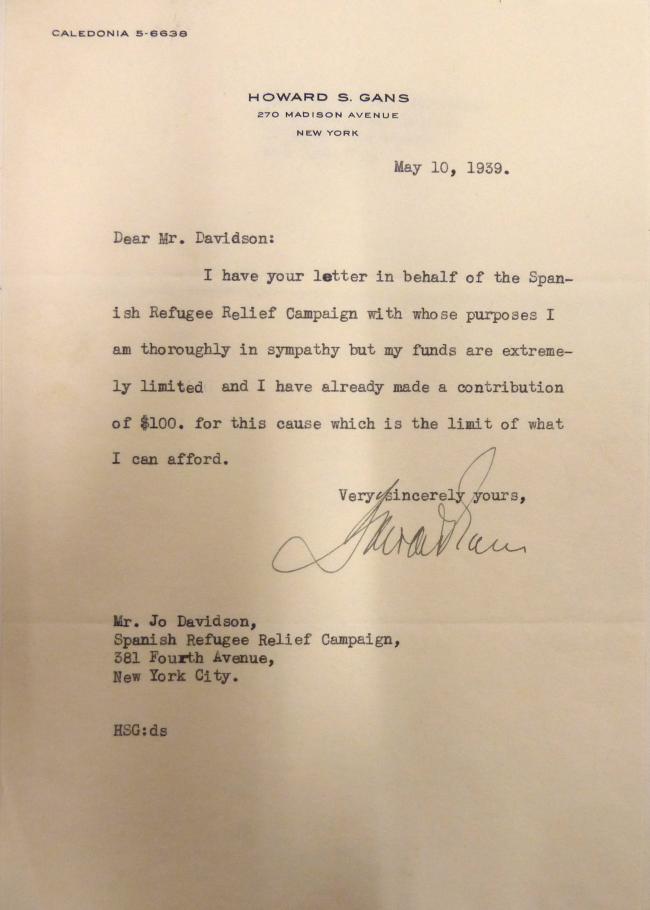 CALEDONIA 5-6638
HOWARD S. GANS
270 MADISON AVENUE
NEW YORK
May 10, 1939.
Dear Mr. Davidson:
I have your letter in behalf of the Span-
ish Refugee Relief Campaign with whose purposes I
am thoroughly in sympathy but my funds are extreme-
ly limited and I have already made a contribution
of $100. for this cause which is the limit of what
I can afford.
Very sincerely yours,
Howard Gans
Mr. Jo Davidson,
Spanish Refugee Relief Campaign,
381 Fourth Avenue,
New York City.
HSG:ds